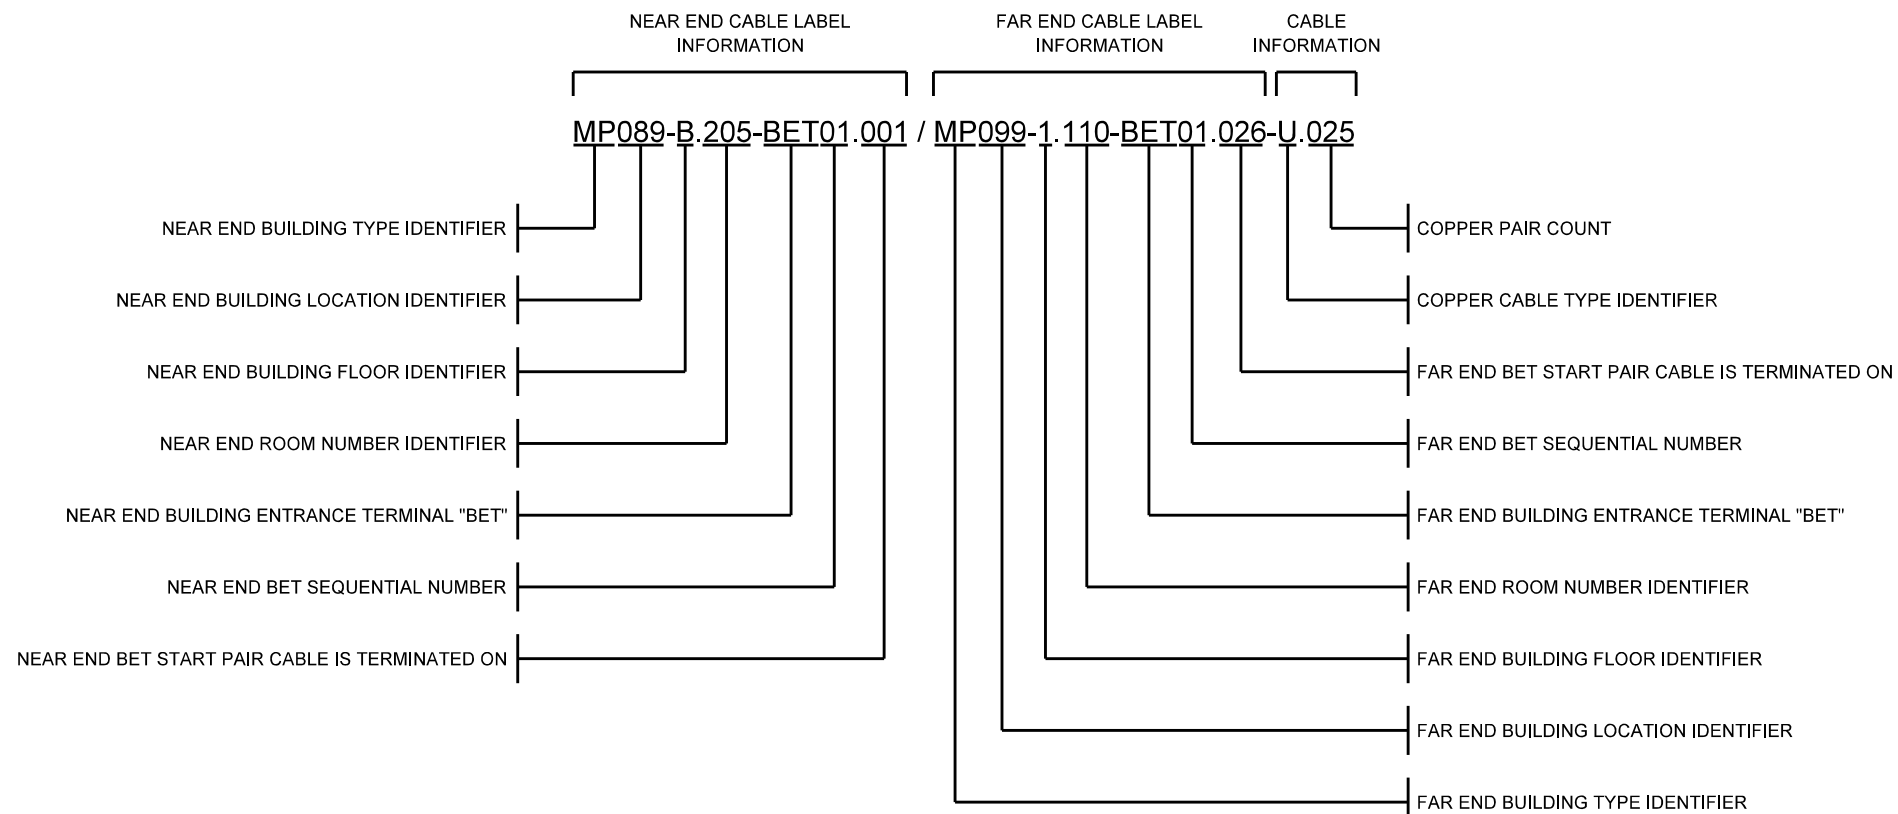 NEAR END CABLE LABEL
INFORMATION
FAR END CABLE LABEL
INFORMATION
CABLE
INFORMATION
MP089-B.205-BET01.001 / MP099-1.110-BET01.026-U.025
NEAR END BUILDING TYPE IDENTIFIER
NEAR END BUILDING LOCATION IDENTIFIER
NEAR END BUILDING FLOOR IDENTIFIER
NEAR END ROOM NUMBER IDENTIFIER
NEAR END BUILDING ENTRANCE TERMINAL "BET"
NEAR END BET SEQUENTIAL NUMBER
NEAR END BET START PAIR CABLE IS TERMINATED ON
COPPER PAIR COUNT
COPPER CABLE TYPE IDENTIFIER
FAR END BET START PAIR CABLE IS TERMINATED ON
FAR END BET SEQUENTIAL NUMBER
FAR END BUILDING ENTRANCE TERMINAL "BET"
FAR END ROOM NUMBER IDENTIFIER
FAR END BUILDING FLOOR IDENTIFIER
FAR END BUILDING LOCATION IDENTIFIER
FAR END BUILDING TYPE IDENTIFIER